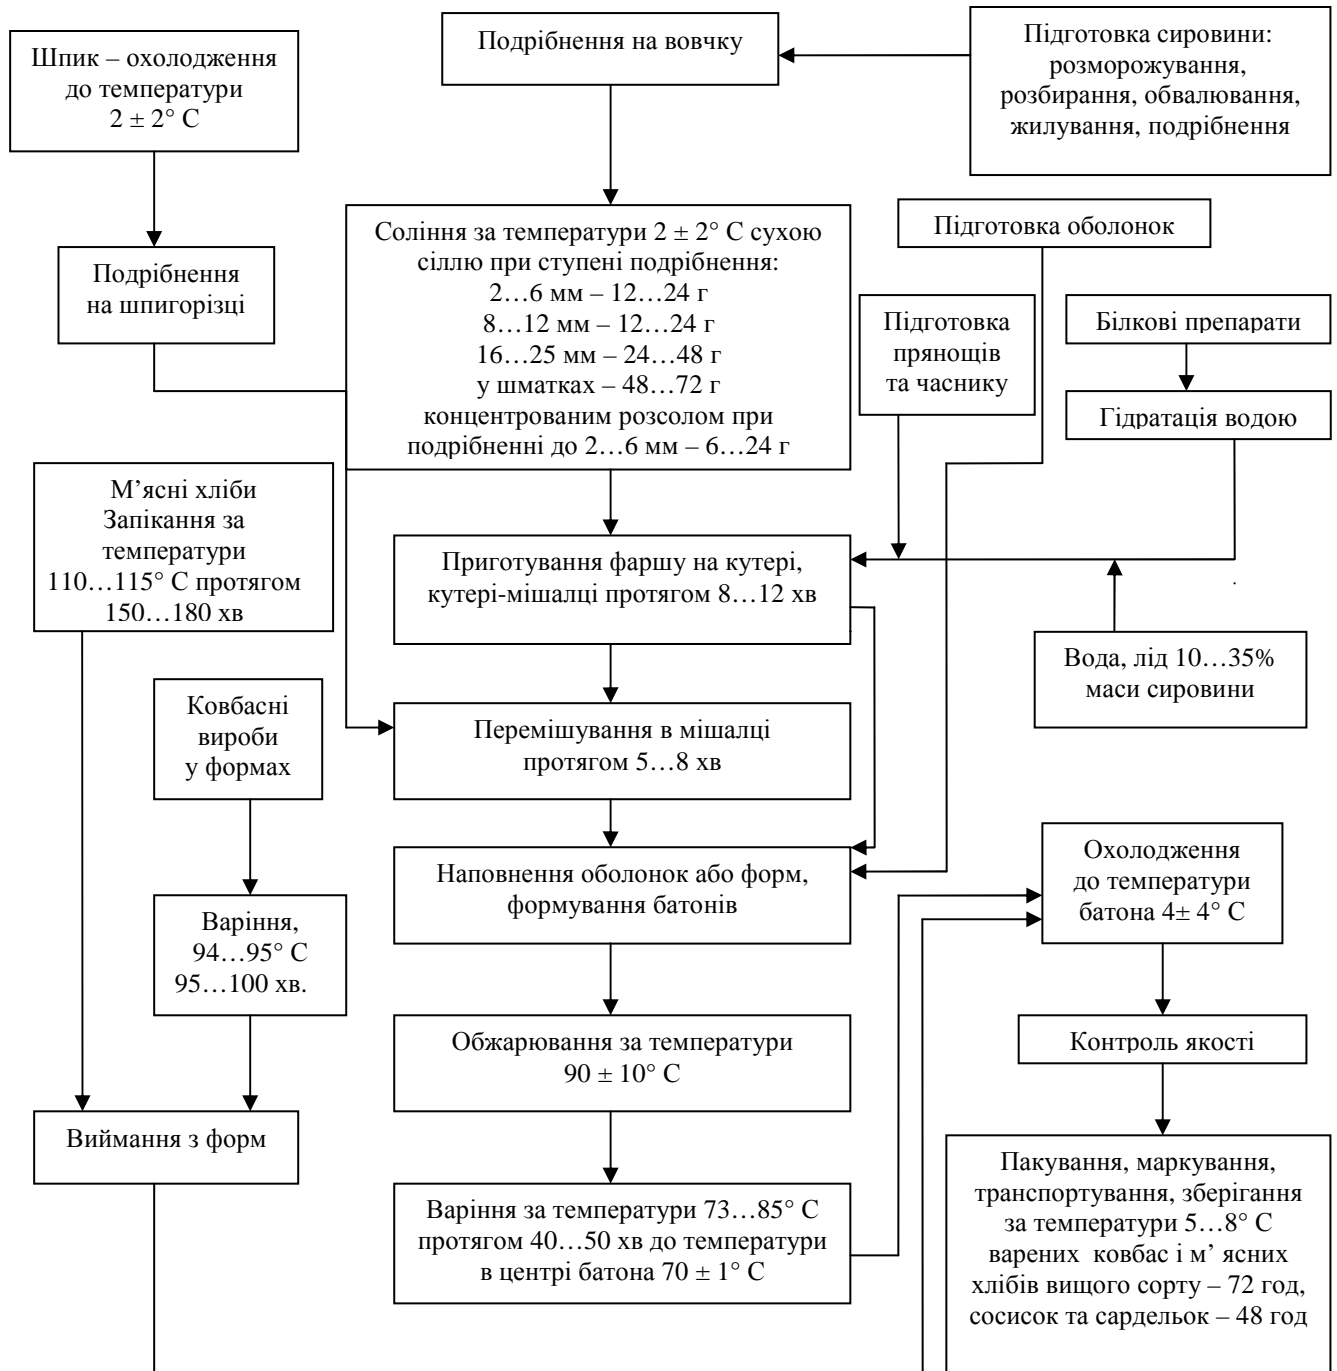 Шпик – охолодження
до температури
2 ± 2° С
Подрібнення на вовчку
Підготовка сировини:
розморожування,
розбирання, обвалювання,
жилування, подрібнення
Подрібнення
на шпигорізці
Соління за температури 2 ± 2° С сухою
сіллю при ступені подрібнення:
2…6 мм – 12…24 г
8…12 мм – 12…24 г
16…25 мм – 24…48 г
у шматках – 48…72 г
концентрованим розсолом при
подрібненні до 2…6 мм – 6…24 г
Підготовка оболонок
Підготовка
прянощів
та часнику
Білкові препарати
Гідратація водою
М’ясні хліби
Запікання за
температури
110…115° С протягом
150…180 хв
Приготування фаршу на кутері,
кутері-мішалці протягом 8…12 хв
Вода, лід 10…35%
маси сировини
Ковбасні
вироби
у формах
Перемішування в мішалці
протягом 5…8 хв
Наповнення оболонок або форм,
формування батонів
Охолодження
до температури
батона 4± 4° С
Варіння,
94…95° С
95…100 хв.
Обжарювання за температури
90 ± 10° С
Контроль якості
Виймання з форм
Варіння за температури 73…85° С
протягом 40…50 хв до температури
в центрі батона 70 ± 1° С
Пакування, маркування,
транспортування, зберігання
за температури 5…8° С
варених ковбас і м’ ясних
хлібів вищого сорту – 72 год,
сосисок та сардельок – 48 год